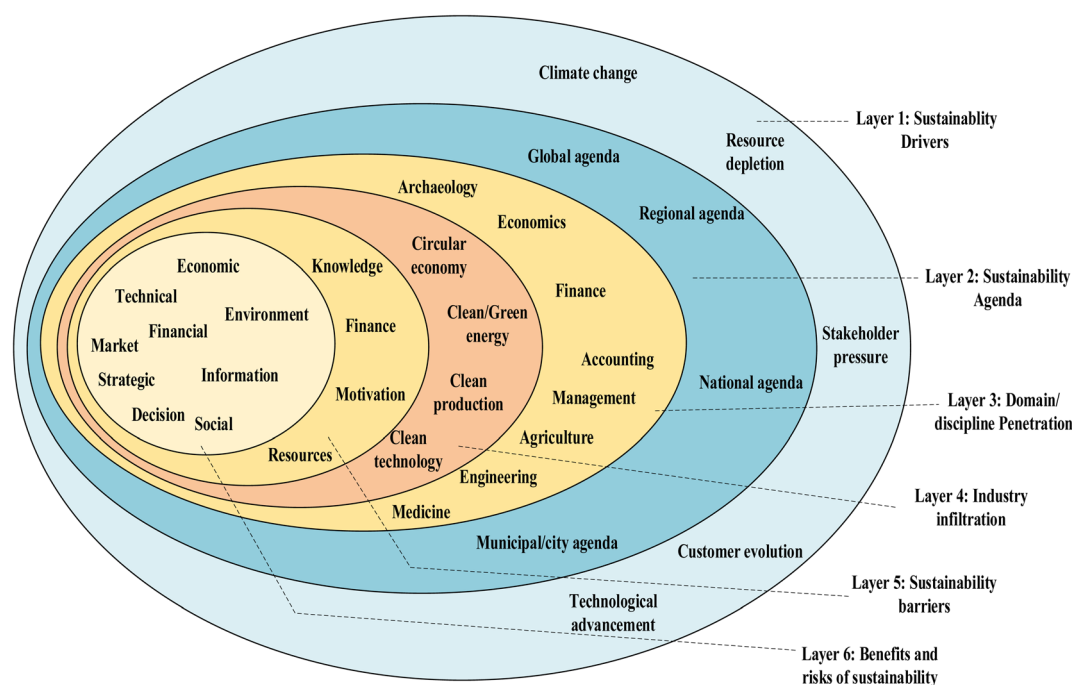 Climate change
Layer 1: Sustainablity
Drivers
Resource
depletion
Global agenda
Archaeology
Regional agenda
Economics
Circular
economy
Knowledge
Economic
Layer 2: Sustainability
Agenda
Technical
Finance
Environment
Clean/Green
energy
Financial
Finance
Market
Stakeholder
pressure
Accounting
Strategic
Information
Clean
production
National agenda
Motivation
Management
Layer 3: Domain/
discipline Penetration
Decision
Social
Clean
technology
Agriculture
Resources
Engineering
Layer 4: Industry
infiltration
Medicine
Municipal/city agenda
Customer evolution
Layer 5: Sustainability
barriers
Technological
advancement
Layer 6: Benefits and
risks of sustainability